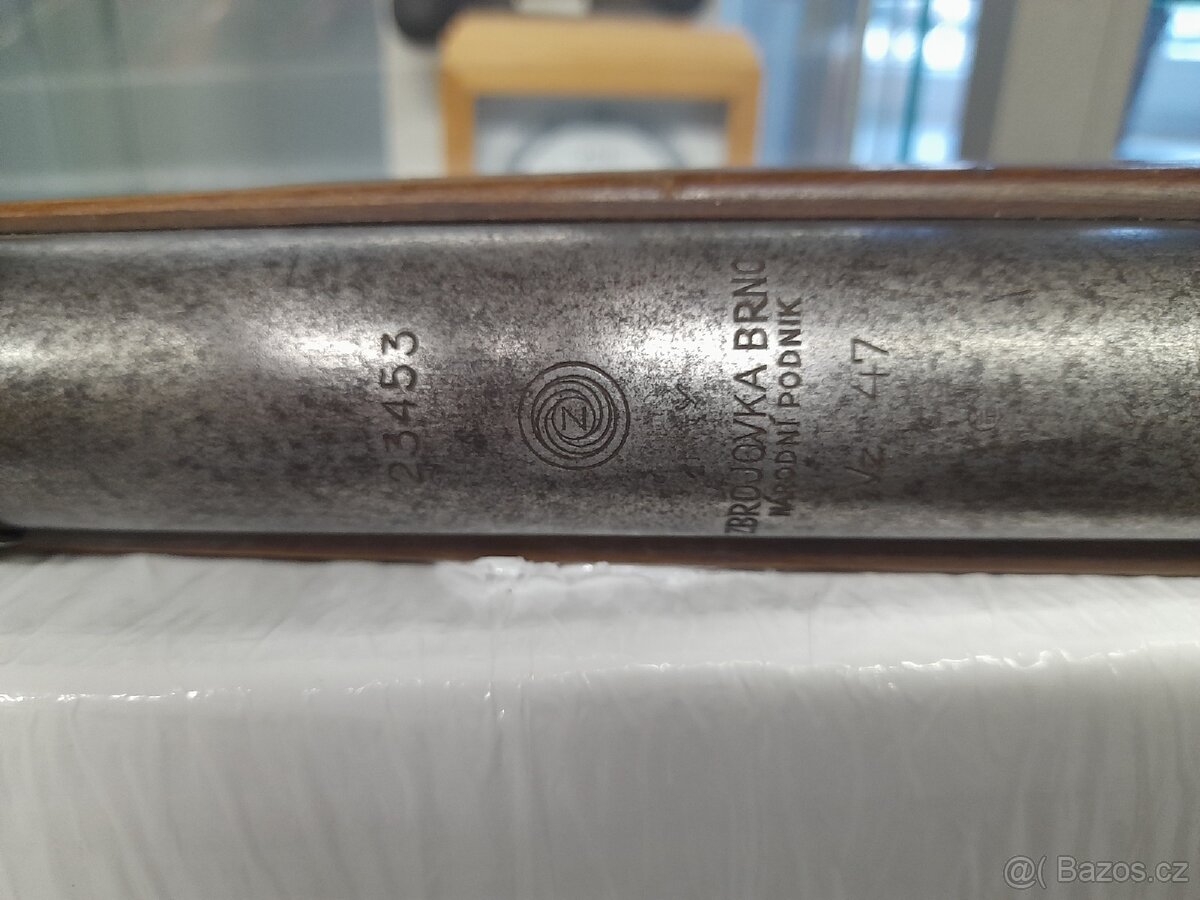 23453
Z
ZBROJOVKA BRNO
NÁRODNÍ PODNIK
Vz 47
@( Bazos.cz